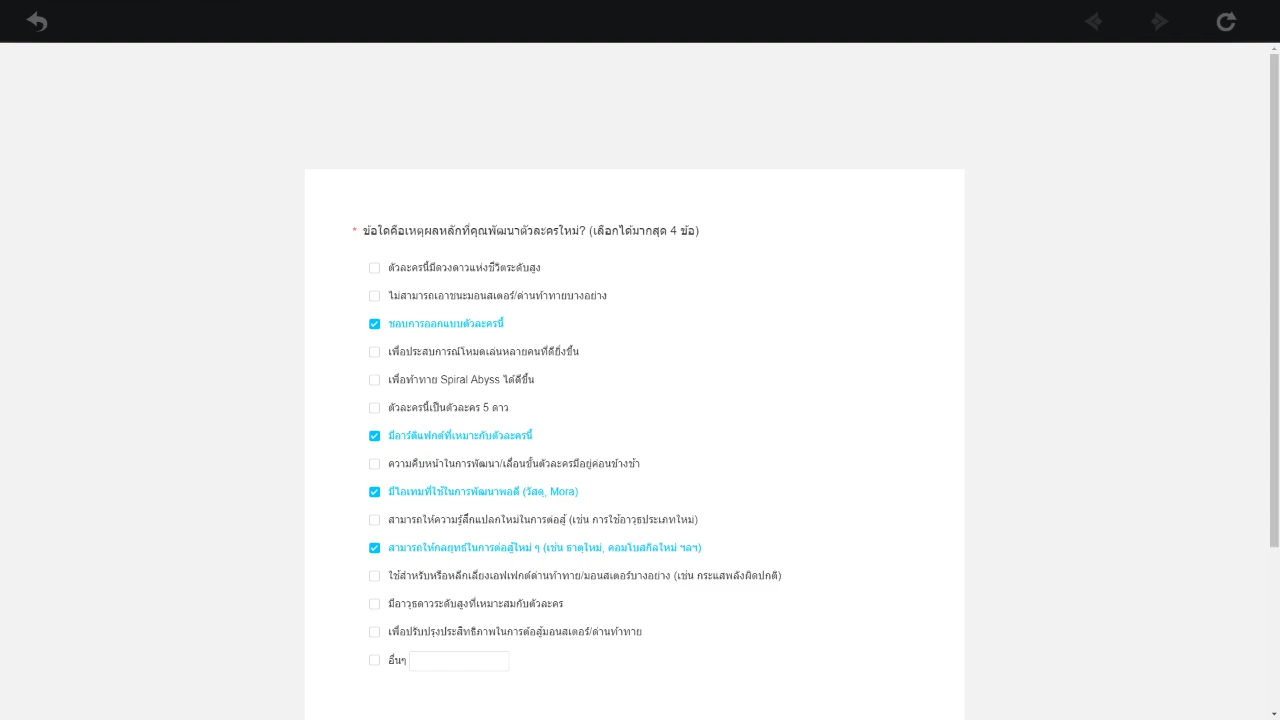 * ข้อใดคือเหตุผลหลักที่คุณพัฒนาตัวละครใหม่? (เลือกได้มากสุด 4 ข้อ)
ตัวละครนี้มีดวงดาวแห่งชีวิตระดับสูง
ไม่สามารถเอาชนะมอนสเตอร์/ด่านท้าทายบางอย่าง
ชอบการออกแบบตัวละครนี้
เพื่อประสบการณ์โหมดเล่นหลายคนที่ดียิ่งขึ้น
เพื่อท้าทาย Spiral Abyss ได้ดีขึ้น
ตัวละครนี้เป็นตัวละคร 5 ดาว
มีอาร์ติแฟกต์ที่เหมาะกับตัวละครนี้
ความคืบหน้าในการพัฒนา/เลื่อนขั้นตัวละครมีอยู่ค่อนข้างช้า
มีไอเทมที่ใช้ในการพัฒนาพอดี (วัสดุ, Mora)
สามารถให้ความรู้สึกแปลกใหม่ในการต่อสู้ (เช่น การใช้อาวุธประเภทใหม่)
สามารถให้กลยุทธ์ในการต่อสู้ใหม่ ๆ (เช่น ธาตุใหม่, คอมโบสกิลใหม่ ฯลฯ)
ใช้สำหรับหรือหลีกเลี่ยงเอฟเฟกต์ด่านท้าทาย/มอนสเตอร์บางอย่าง (เช่น กระแสพลังผิดปกติ)
มีอาวุธดาวระดับสูงที่เหมาะสมกับตัวละคร
เพื่อปรับปรุงประสิทธิภาพในการต่อสู้มอนสเตอร์/ด่านท้าทาย
อื่นๆ